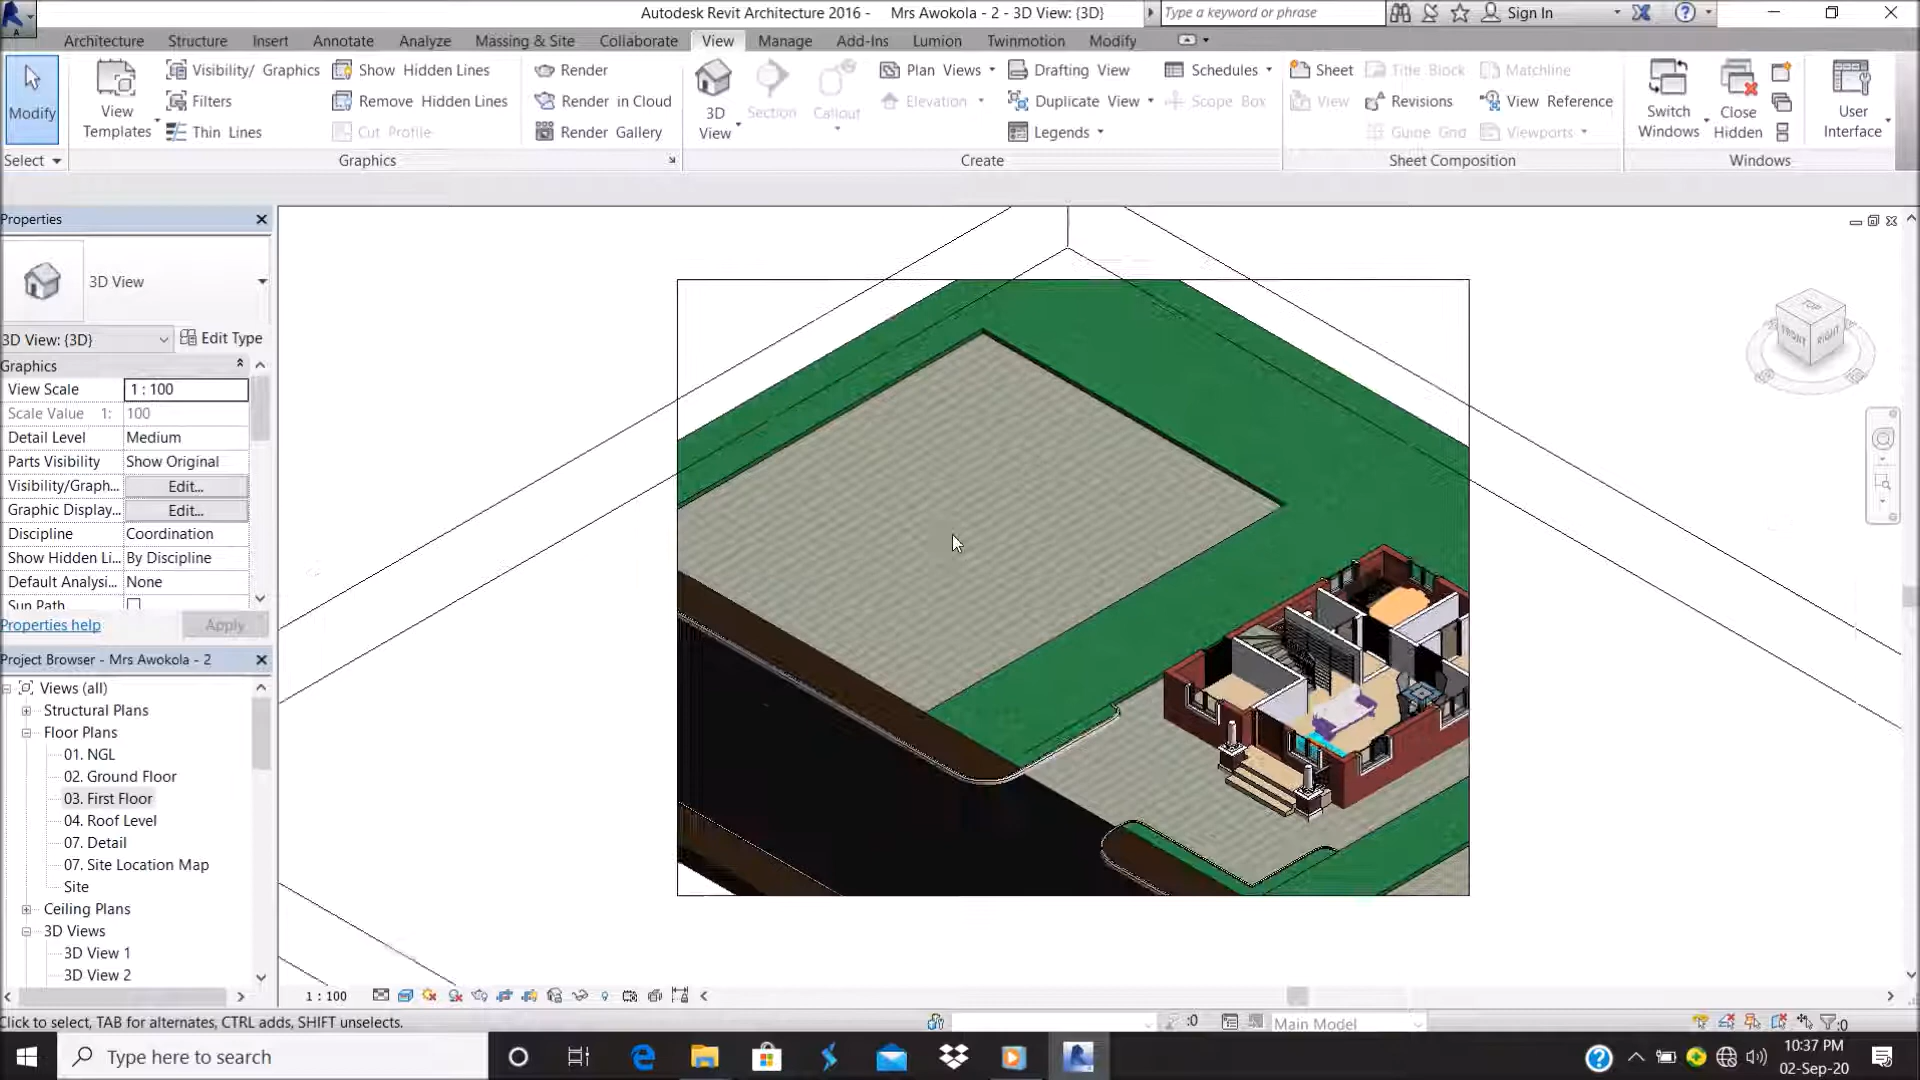 Autodesk Revit Architecture 2016 - Mrs Awokola - 2 - 3D View: {3D}
Type a keyword or phrase
Sign In
Architecture Structure Insert Annotate Analyze Massing & Site Collaborate View Manage Add-Ins Lumion Twinmotion Modify
Modify
View Templates
Visibility/ Graphics
Filters
Thin Lines
Show Hidden Lines
Remove Hidden Lines
Cut Profile
Render
Render in Cloud
Render Gallery
3D View
Section
Callout
Plan Views
Elevation
Drafting View
Duplicate View
Legends
Schedules
Scope Box
Sheet
View
Title Block
Revisions
Guide Grid
Matchline
View Reference
Viewports
Switch Windows
Close Hidden
User Interface
Select
Graphics
Create
Sheet Composition
Windows
Properties
3D View
3D View: {3D}
Edit Type
Graphics
View Scale 1 : 100
Scale Value 1: 100
Detail Level Medium
Parts Visibility Show Original
Visibility/Graph... Edit...
Graphic Display... Edit...
Discipline Coordination
Show Hidden Li... By Discipline
Default Analysi... None
Sun Path
Properties help
Apply
Project Browser - Mrs Awokola - 2
Views (all)
Structural Plans
Floor Plans
01. NGL
02. Ground Floor
03. First Floor
04. Roof Level
07. Detail
07. Site Location Map
Site
Ceiling Plans
3D Views
3D View 1
3D View 2
TOP
FRONT
RIGHT
1 : 100
Click to select, TAB for alternates, CTRL adds, SHIFT unselects.
:0
Main Model
:0
Type here to search
10:37 PM
02-Sep-20